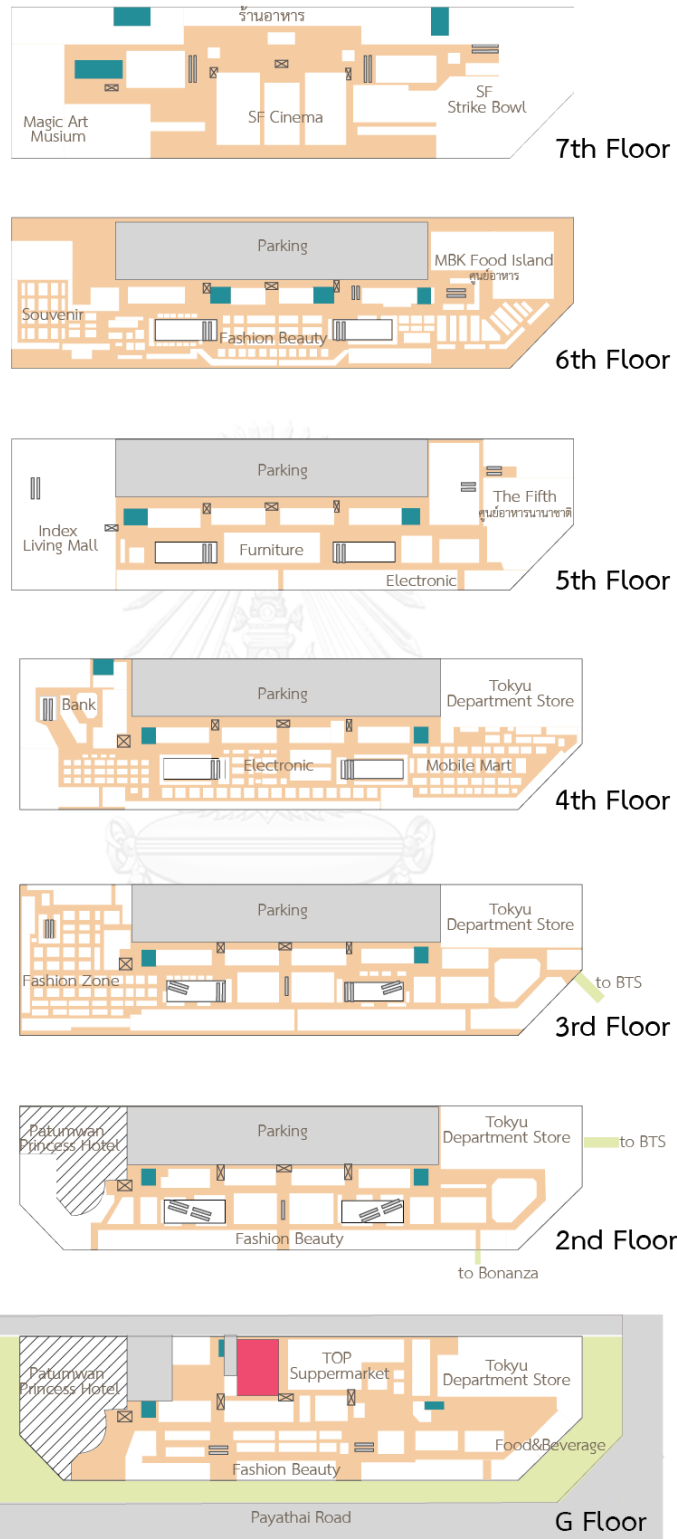 ร้านอาหาร
Magic Art
Musium
SF Cinema
SF
Strike Bowl
7th Floor
Parking
MBK Food Island
ศูนย์อาหาร
Souvenir
Fashion Beauty
6th Floor
Parking
Index
Living Mall
The Fifth
ศูนย์อาหารนานาชาติ
Furniture
Electronic
5th Floor
Parking
Tokyu
Department Store
Bank
Electronic
Mobile Mart
4th Floor
Parking
Tokyu
Department Store
Fashion Zone
to BTS
3rd Floor
Patumwan
Princess Hotel
Parking
Tokyu
Department Store
to BTS
Fashion Beauty
2nd Floor
to Bonanza
Patumwan
Princess Hotel
TOP
Suppermarket
Tokyu
Department Store
Food&Beverage
Fashion Beauty
Payathai Road
G Floor